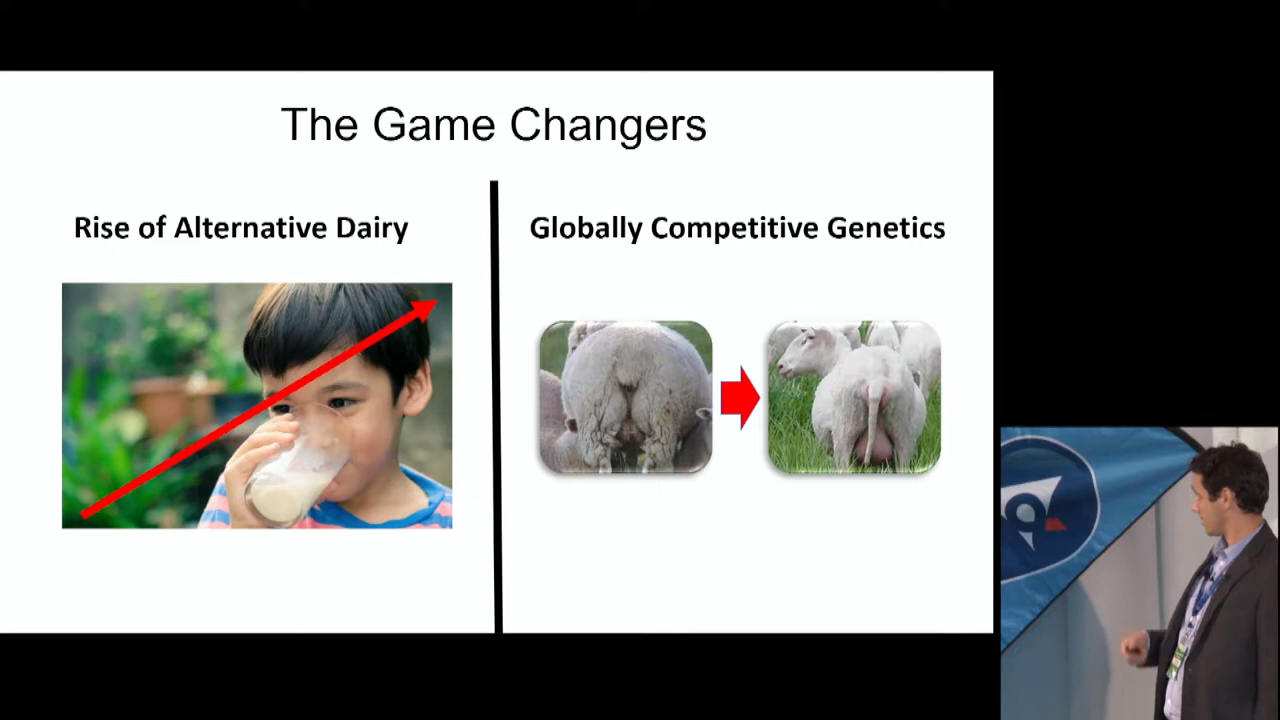 The Game Changers
Rise of Alternative Dairy
Globally Competitive Genetics